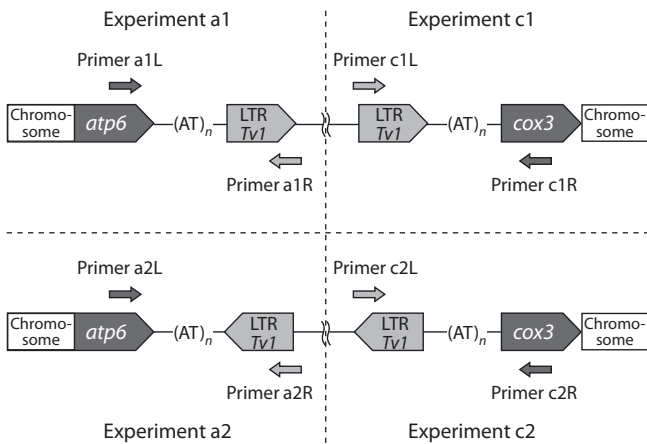 Experiment a1
Experiment c1
Primer a1L
Primer c1L
Chromo-
some
atp6
(AT)n
LTR
Tv1
LTR
Tv1
(AT)n
cox3
Chromo-
some
Primer a1R
Primer c1R
Primer a2L
Primer c2L
Chromo-
some
atp6
(AT)n
LTR
Tv1
LTR
Tv1
(AT)n
cox3
Chromo-
some
Primer a2R
Primer c2R
Experiment a2
Experiment c2